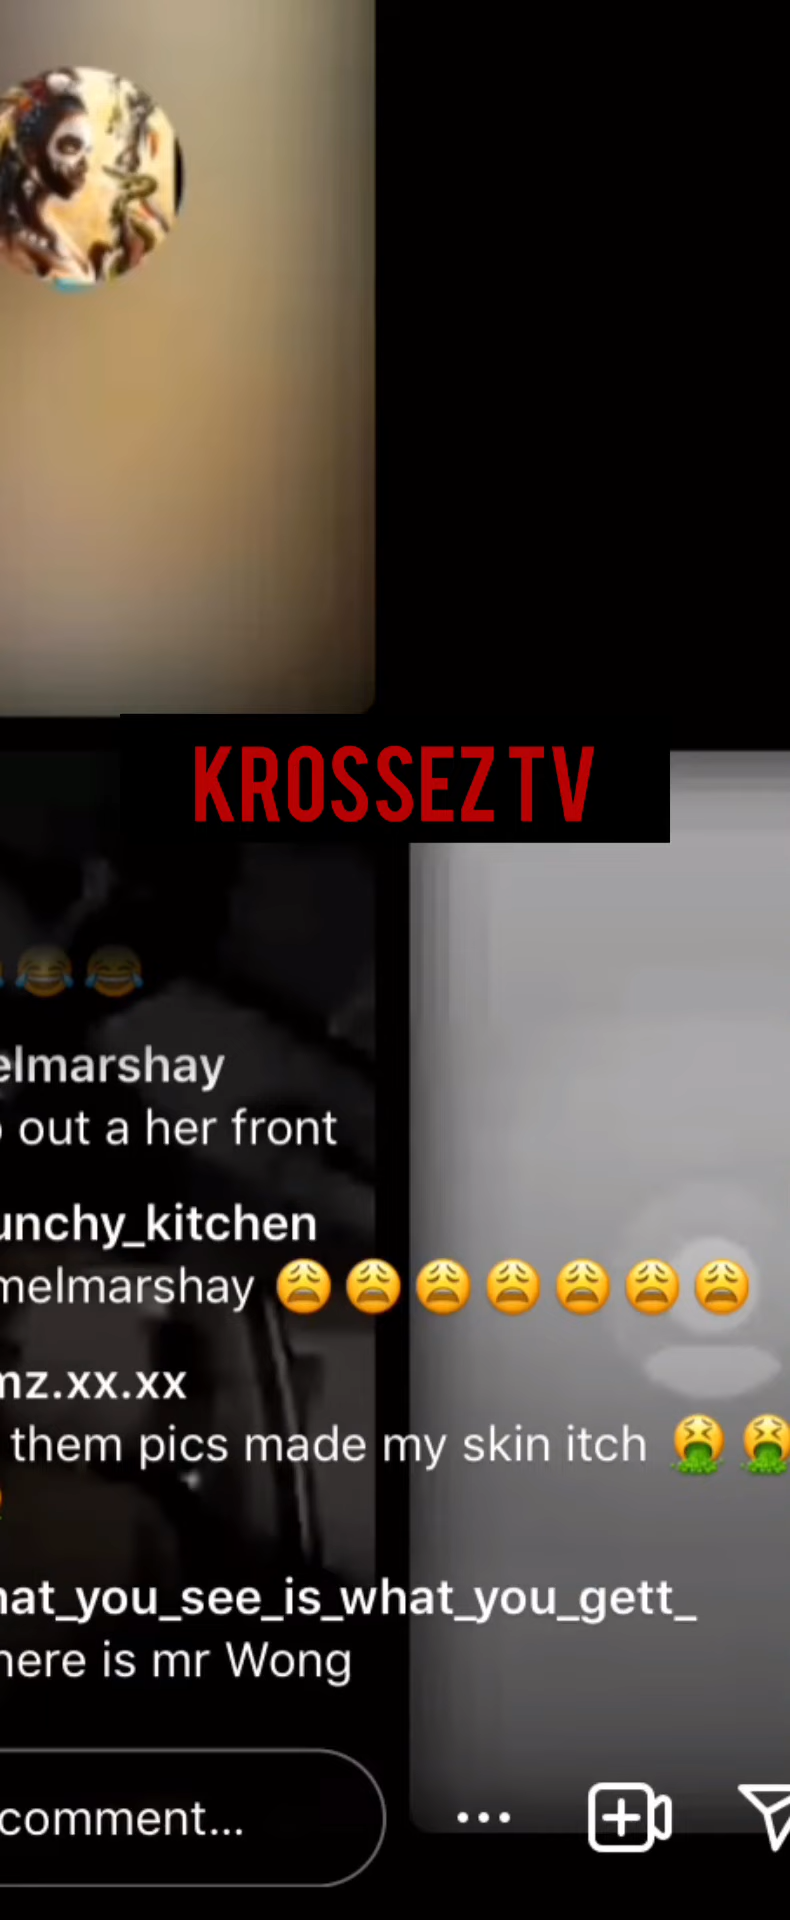 KROSSEZ TV
😂 😂
elmarshay
out a her front
unchy_kitchen
melmarshay 😩 😩 😩 😩 😩 😩 😩
mz.xx.xx
them pics made my skin itch 🤮 🤮
hat_you_see_is_what_you_gett_
here is mr Wong
comment...